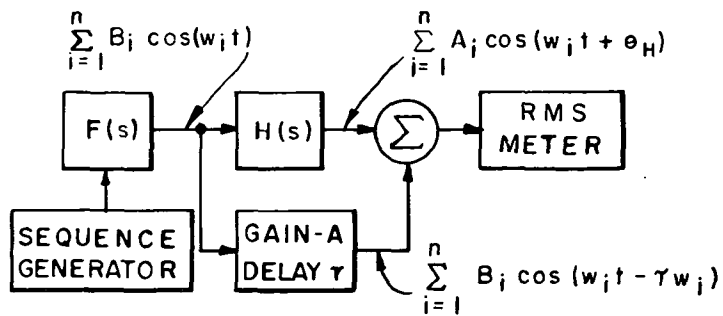 n
∑ B_i cos(w_i t)
i=1
n
∑ A_i cos(w_i t + θ_H)
i=1
F(s)
H(s)
∑
RMS
METER
SEQUENCE
GENERATOR
GAIN-A
DELAY τ
n
∑ B_i cos (w_i t - τ w_i)
i=1